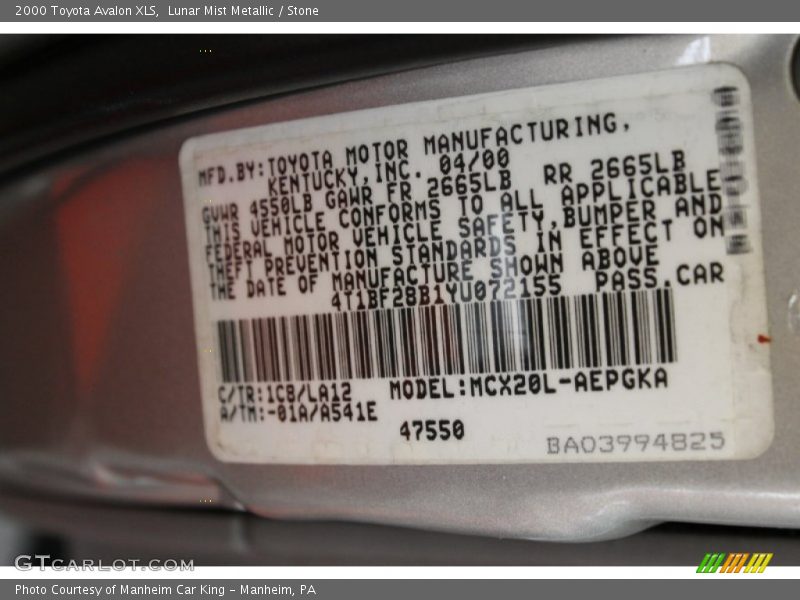 2000 Toyota Avalon XLS,  Lunar Mist Metallic / Stone
MFD.BY:TOYOTA MOTOR MANUFACTURING,
KENTUCKY,INC. 04/00
GVWR 4550LB GAWR FR 2665LB RR 2665LB
THIS VEHICLE CONFORMS TO ALL APPLICABLE
FEDERAL MOTOR VEHICLE SAFETY,BUMPER AND
THEFT PREVENTION STANDARDS IN EFFECT ON
THE DATE OF MANUFACTURE SHOWN ABOVE
4T1BF28B1YU072155 PASS.CAR
C/TR:1C8/LA12 MODEL:MCX20L-AEPGKA
A/TM:-01A/A541E
47550
BA03994825
GTCARLOT.COM
Photo Courtesy of Manheim Car King - Manheim, PA